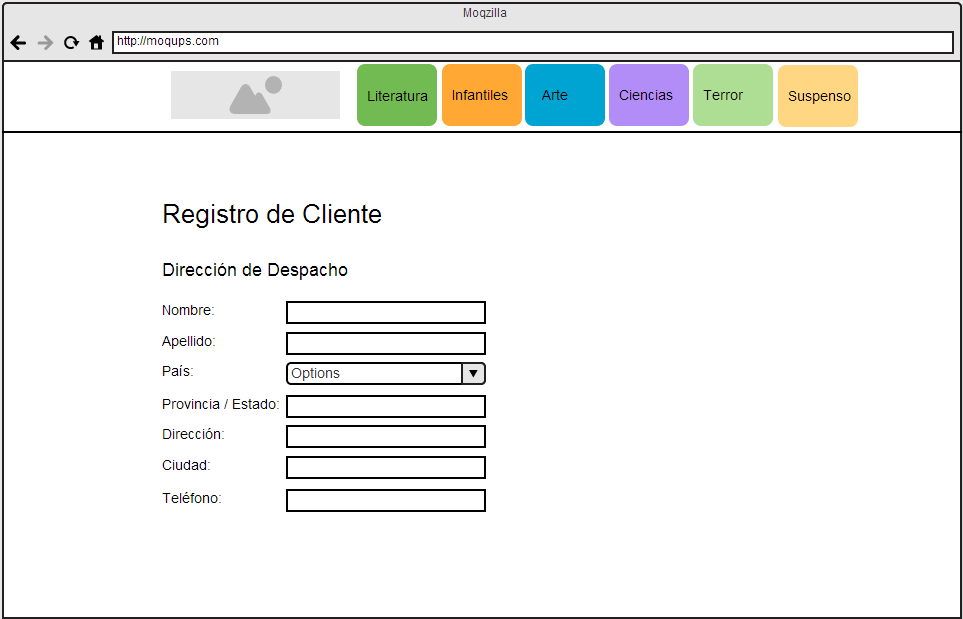 Moqzilla
http://moqups.com
Literatura
Infantiles
Arte
Ciencias
Terror
Suspenso
Registro de Cliente
Dirección de Despacho
Nombre:
Apellido:
País:
Options
Provincia / Estado:
Dirección:
Ciudad:
Teléfono: